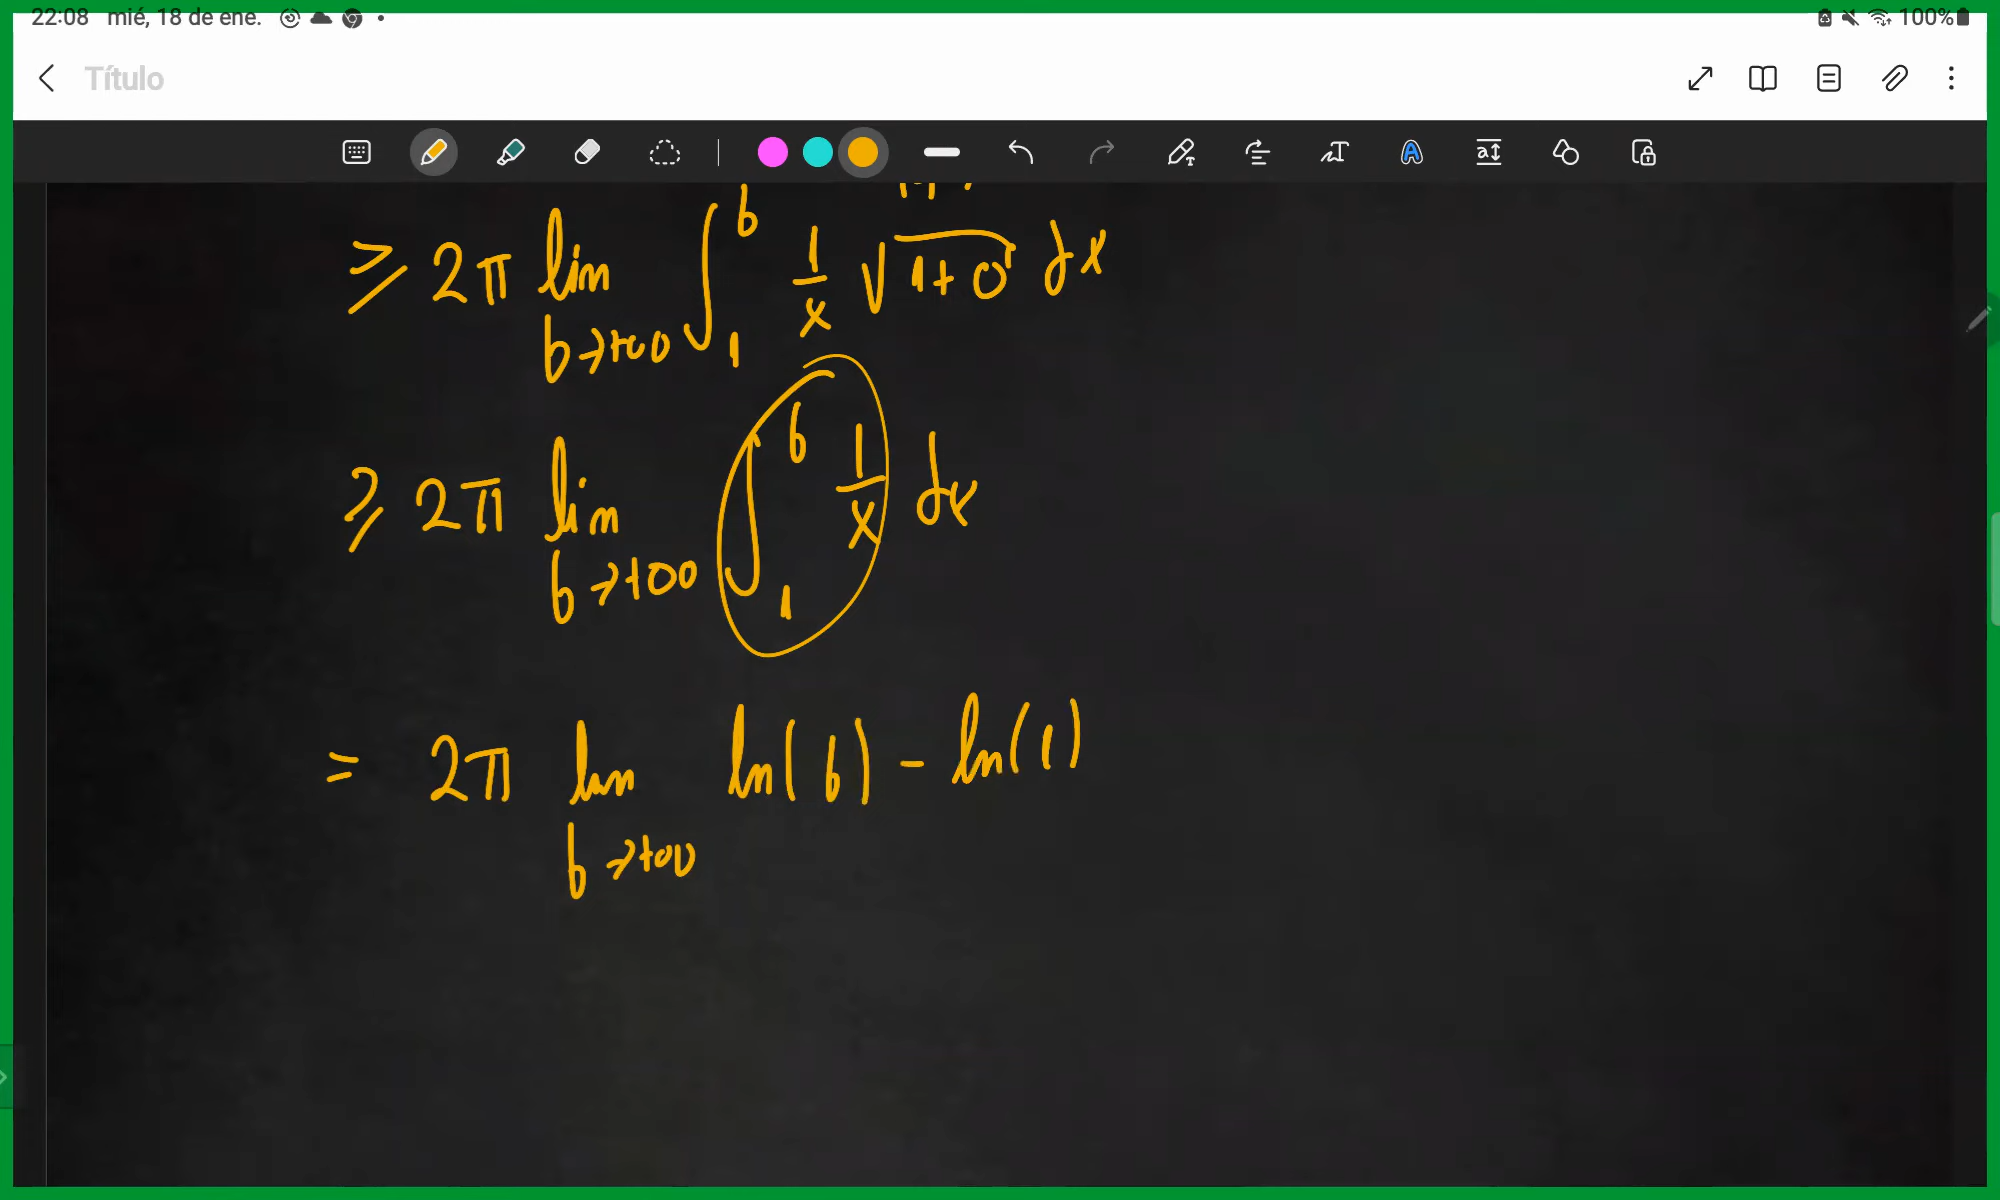 22:08 mié, 18 de ene. 100%
Título
≥ 2π lim b→+∞ ∫₁ᵇ 1/x √(1+0) dx
≥ 2π lim b→+∞ ∫₁ᵇ 1/x dx
= 2π lim b→+∞ ln(b) - ln(1)